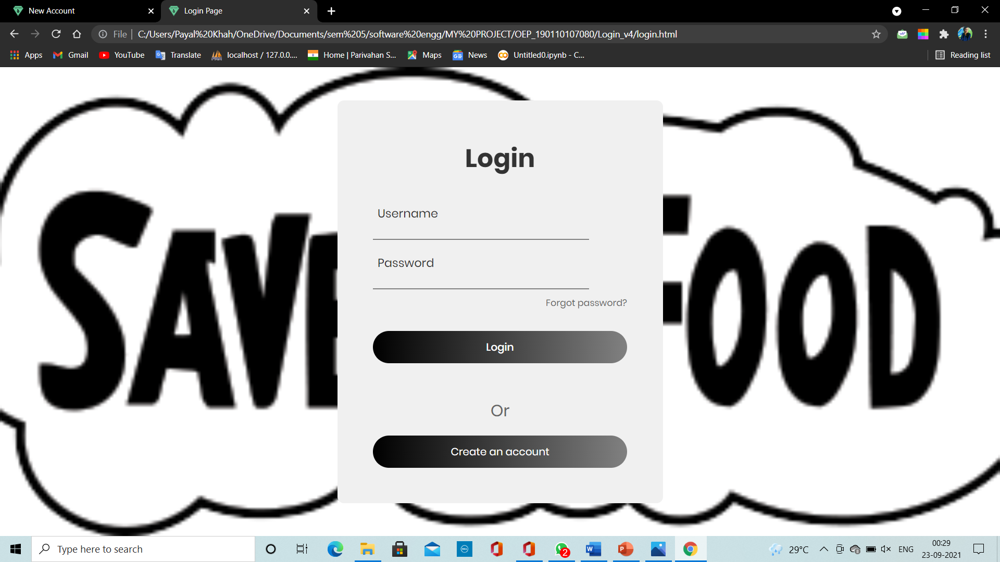 New Account
Login Page
File
C:/Users/Payal%20Khah/OneDrive/Documents/sem%205/software%20engg/MY%20PROJECT/OEP_190110107080/Login_v4/login.html
Apps
Gmail
YouTube
Translate
localhost / 127.0.0....
Home | Parivahan S...
Maps
News
Untitled0.ipynb - C...
Reading list
Login
SAVE FOOD
Username
Password
Forgot password?
Login
Or
Create an account
Type here to search
2
29°C
ENG
00:29
23-09-2021